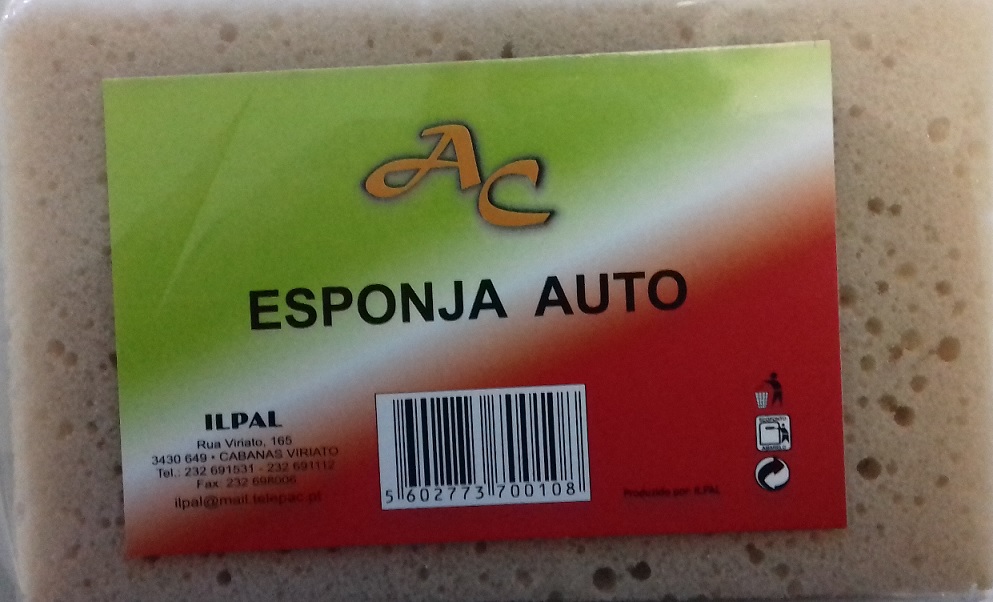 AC
ESPONJA AUTO
ILPAL
Rua Viriato, 165
3430 649 • CABANAS VIRIATO
Tel.: 232 691531 - 232 691112
Fax: 232 698006
ilpal@mail.telepac.pt
5 602773 700108
Produzido por: ILPAL